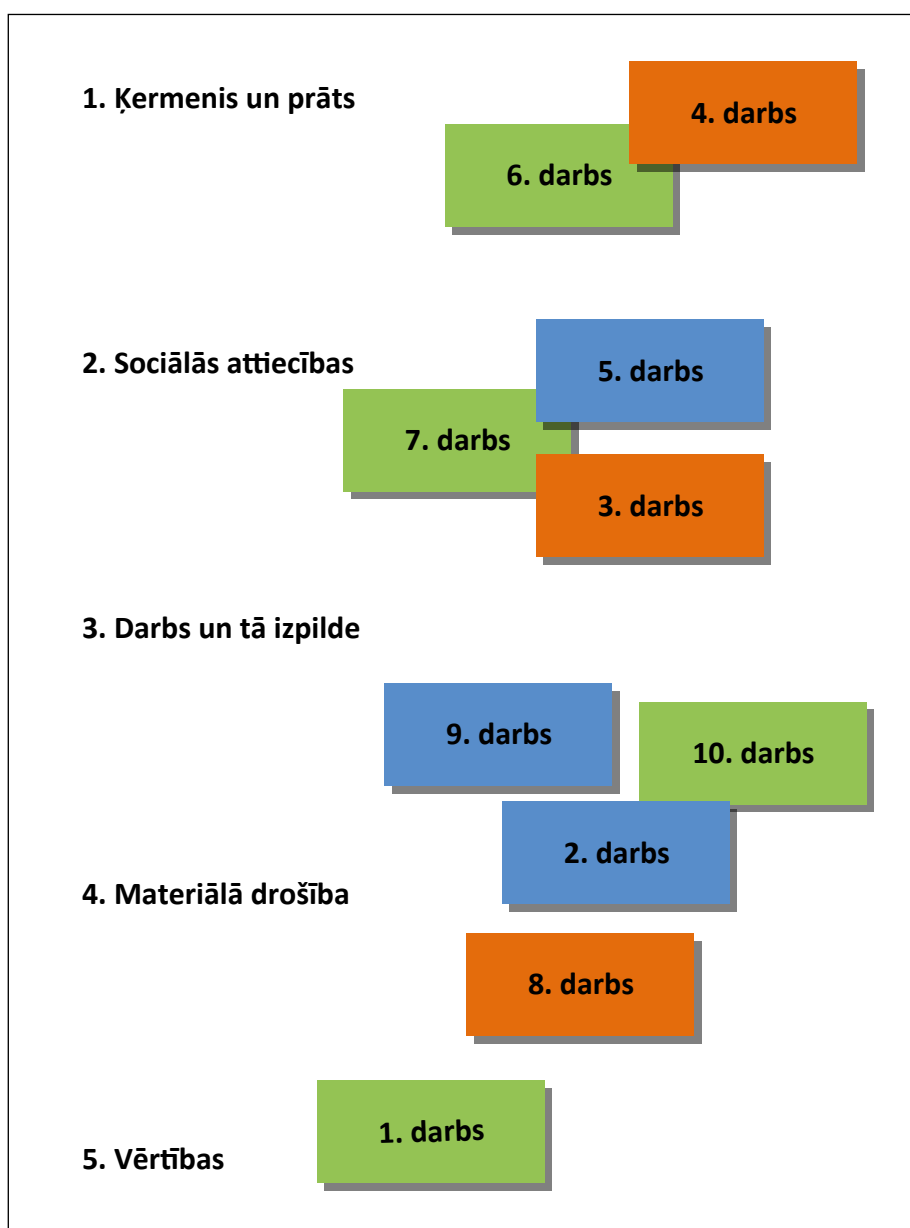 1. Ķermenis un prāts
4. darbs
6. darbs
2. Sociālās attiecības
5. darbs
7. darbs
3. darbs
3. Darbs un tā izpilde
9. darbs
10. darbs
2. darbs
4. Materiālā drošība
8. darbs
1. darbs
5. Vērtības